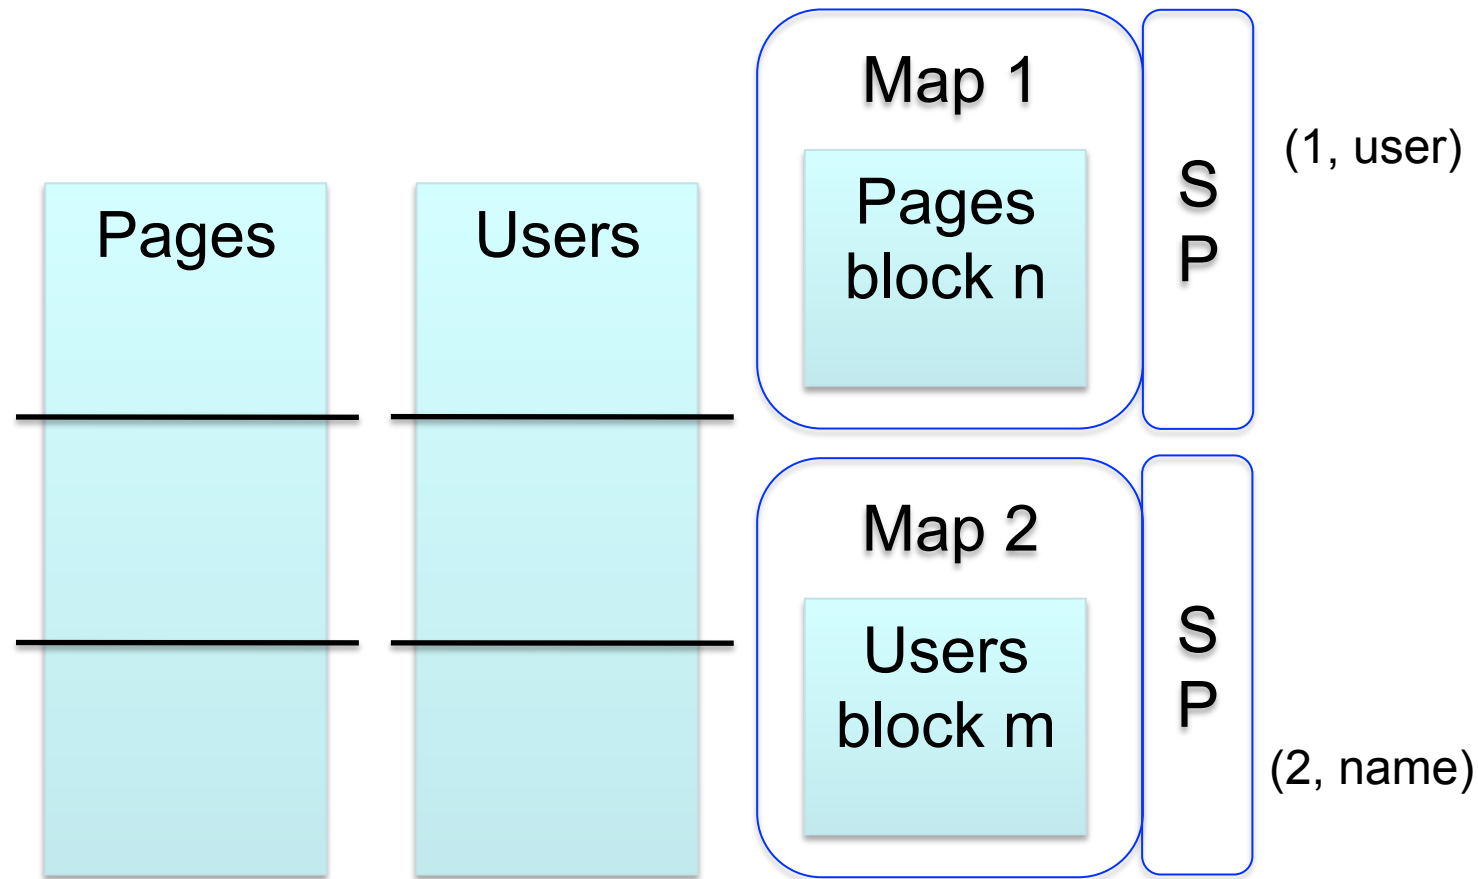 Pages
Users
Map 1
Pages
block n
S
P
(1, user)
Map 2
Users
block m
S
P
(2, name)